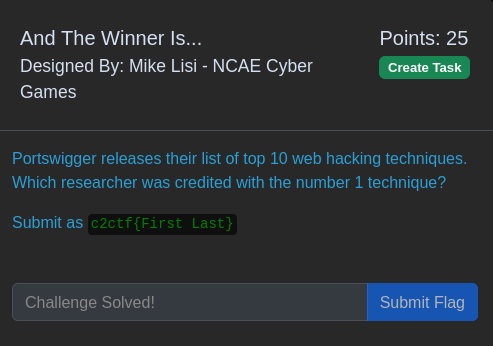 And The Winner Is...
Points: 25
Designed By: Mike Lisi - NCAE Cyber
Games
Create Task
Portswigger releases their list of top 10 web hacking techniques.
Which researcher was credited with the number 1 technique?
Submit as c2ctf{First Last}
Challenge Solved!
Submit Flag